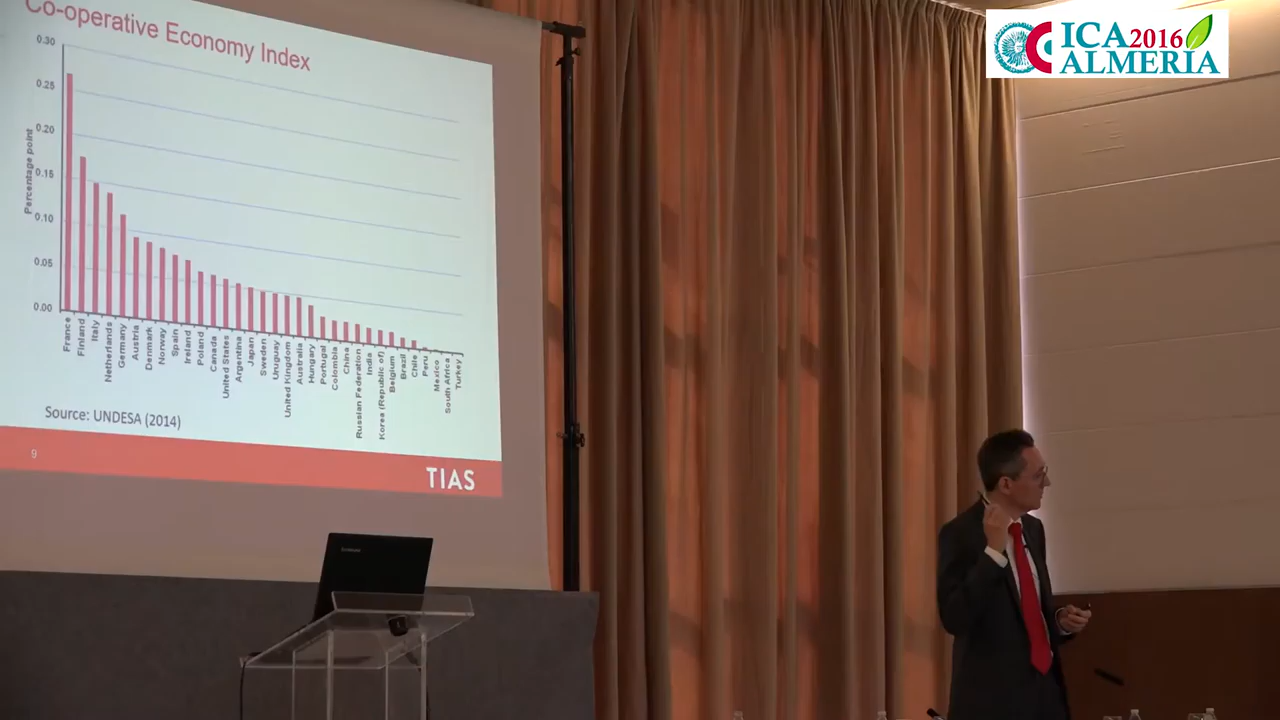 Co-operative Economy Index
0.30
0.25
0.20
0.15
0.10
0.05
0.00
Percentage point
France
Finland
Italy
Netherlands
Germany
Austria
Denmark
Norway
Spain
Ireland
Poland
Canada
United States
Argentina
Japan
Sweden
Uruguay
United Kingdom
Australia
Hungary
Portugal
Colombia
China
Russian Federation
India
Korea (Republic of)
Belgium
Brazil
Chile
Peru
Mexico
South Africa
Turkey
Source: UNDESA (2014)
9
TIAS
ICA 2016
ALMERIA